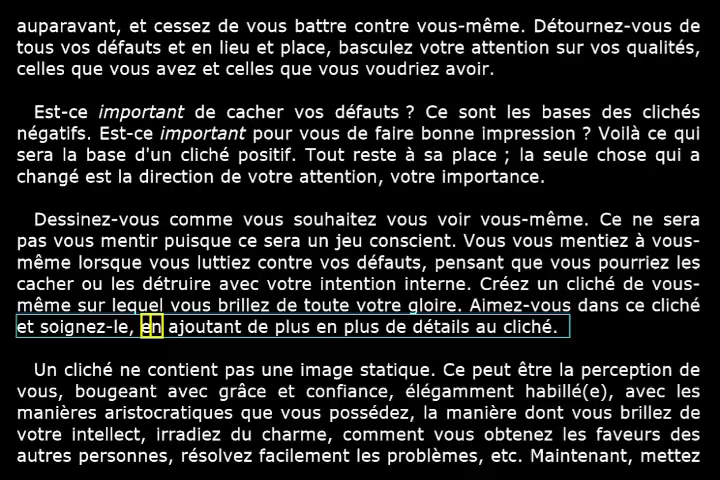 auparavant, et cessez de vous battre contre vous-même. Détournez-vous de
tous vos défauts et en lieu et place, basculez votre attention sur vos qualités,
celles que vous avez et celles que vous voudriez avoir.
Est-ce important de cacher vos défauts ? Ce sont les bases des clichés
négatifs. Est-ce important pour vous de faire bonne impression ? Voilà ce qui
sera la base d'un cliché positif. Tout reste à sa place ; la seule chose qui a
changé est la direction de votre attention, votre importance.
Dessinez-vous comme vous souhaitez vous voir vous-même. Ce ne sera
pas vous mentir puisque ce sera un jeu conscient. Vous vous mentiez à vous-
même lorsque vous luttiez contre vos défauts, pensant que vous pourriez les
cacher ou les détruire avec votre intention interne. Créez un cliché de vous-
même sur lequel vous brillez de toute votre gloire. Aimez-vous dans ce cliché
et soignez-le, en ajoutant de plus en plus de détails au cliché.
Un cliché ne contient pas une image statique. Ce peut être la perception de
vous, bougeant avec grâce et confiance, élégamment habillé(e), avec les
manières aristocratiques que vous possédez, la manière dont vous brillez de
votre intellect, irradiez du charme, comment vous obtenez les faveurs des
autres personnes, résolvez facilement les problèmes, etc. Maintenant, mettez